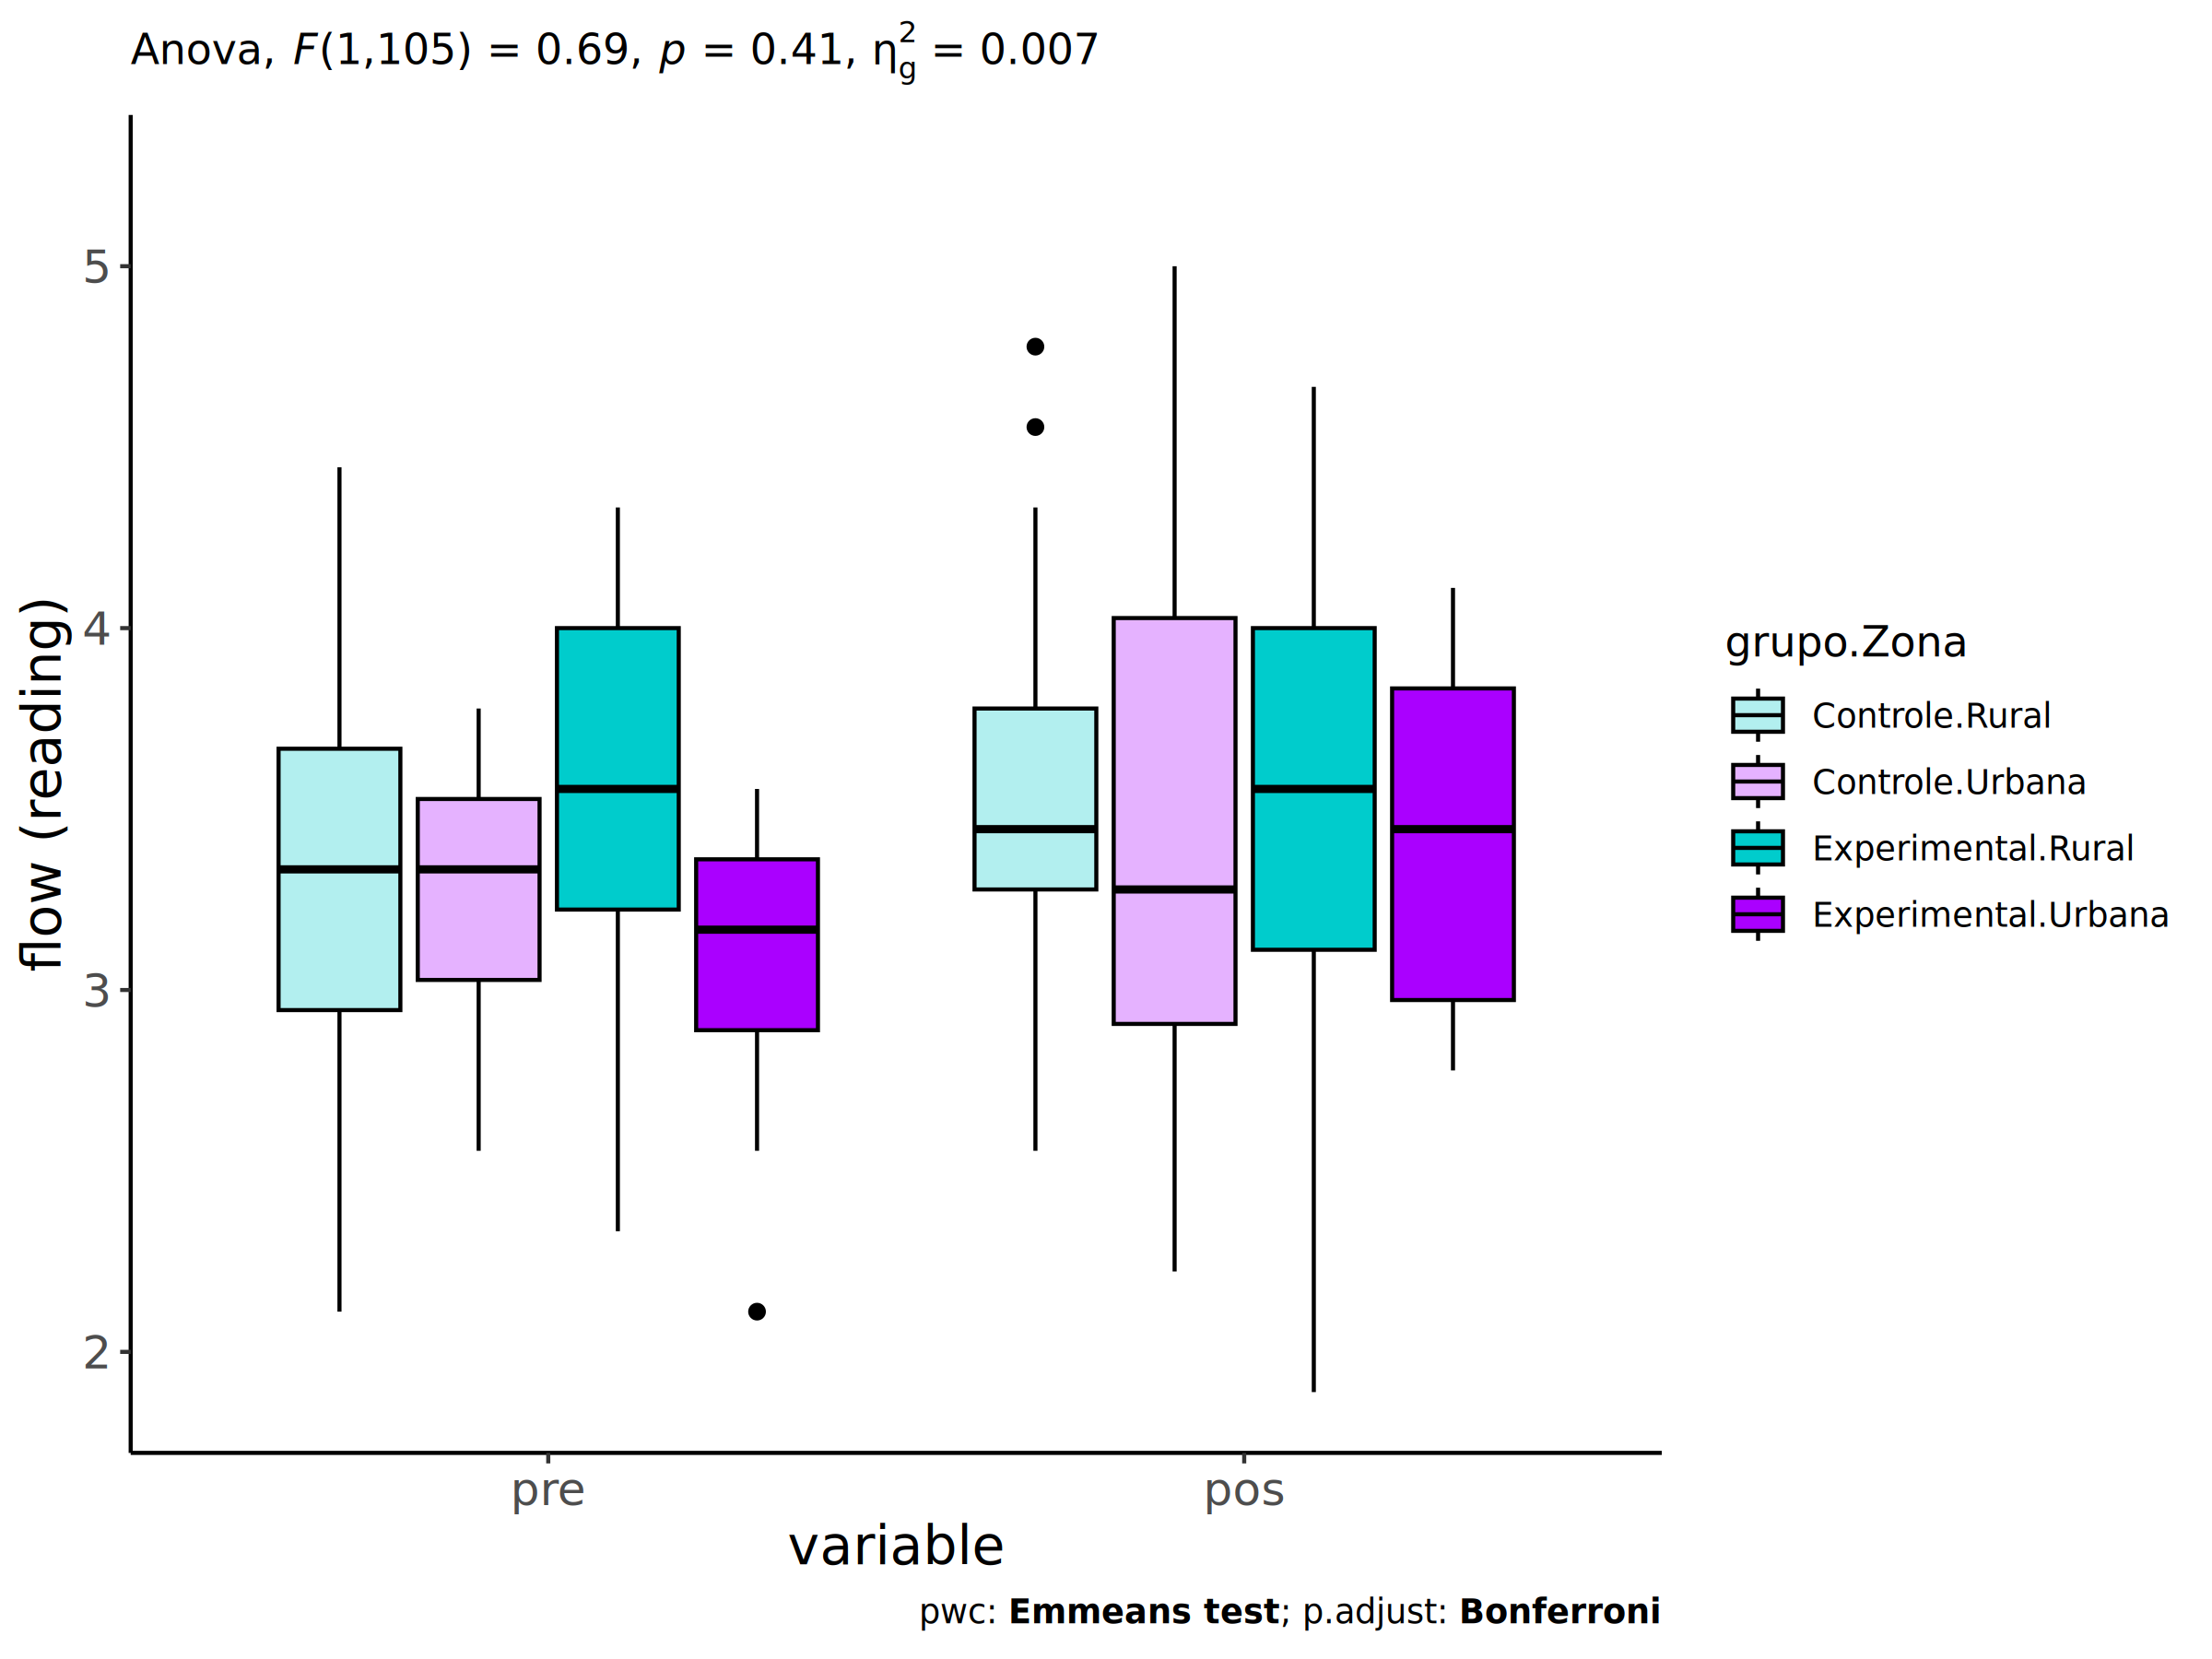 Anova, F(1,105) = 0.69, p = 0.41, η²g = 0.007
flow (reading)
5
4
3
2
pre pos
variable
grupo.Zona
Controle.Rural
Controle.Urbana
Experimental.Rural
Experimental.Urbana
pwc: Emmeans test; p.adjust: Bonferroni